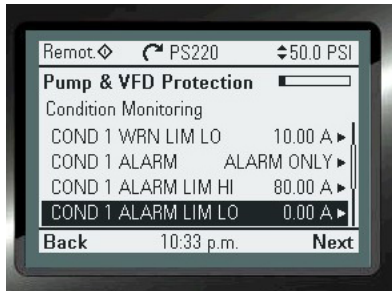 Remot. PS220 50.0 PSI
Pump & VFD Protection
Condition Monitoring
COND 1 WRN LIM LO 10.00 A
COND 1 ALARM ALARM ONLY
COND 1 ALARM LIM HI 80.00 A
COND 1 ALARM LIM LO 0.00 A
Back 10:33 p.m. Next